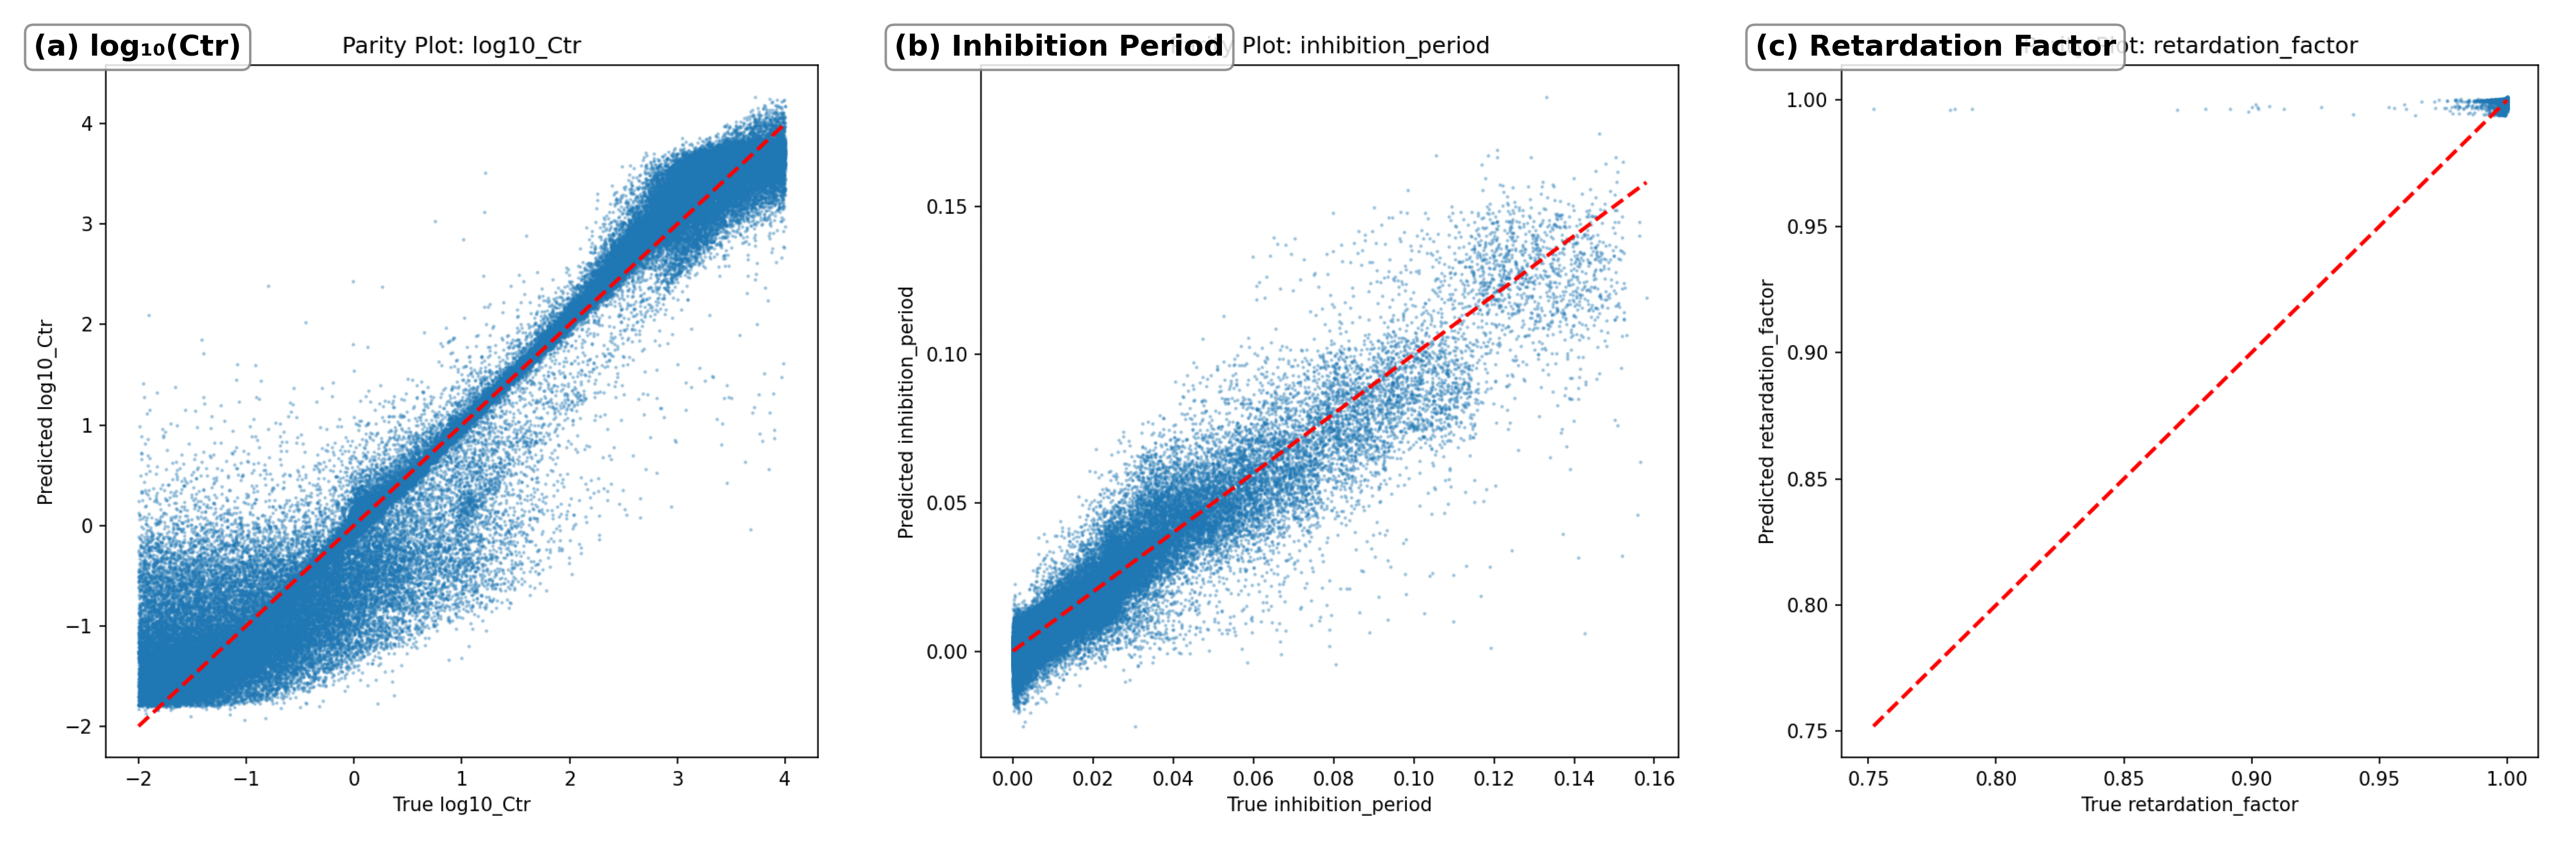 (a) log₁₀(Ctr)
Parity Plot: log10_Ctr
4
3
2
1
0
−1
−2
Predicted log10_Ctr
−2 −1 0 1 2 3 4
True log10_Ctr
(b) Inhibition Period
Plot: inhibition_period
0.15
0.10
0.05
0.00
Predicted inhibition_period
0.00 0.02 0.04 0.06 0.08 0.10 0.12 0.14 0.16
True inhibition_period
(c) Retardation Factor
retardation_factor
1.00
0.95
0.90
0.85
0.80
0.75
Predicted retardation_factor
0.75 0.80 0.85 0.90 0.95 1.00
True retardation_factor